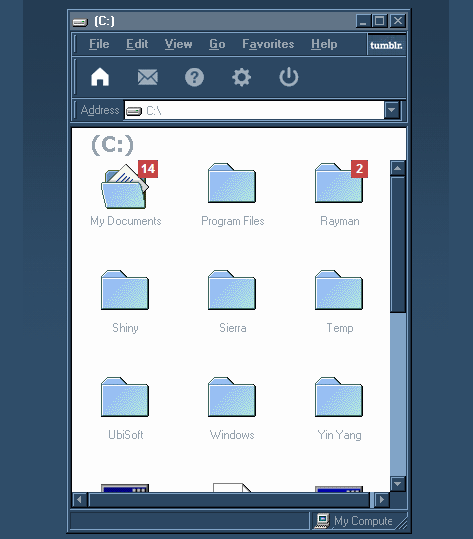 (C:)
File Edit View Go Favorites Help tumblr.
?
Address C:\
(C:)
14 2
My Documents Program Files Rayman
Shiny Sierra Temp
UbiSoft Windows Yin Yang
My Compute